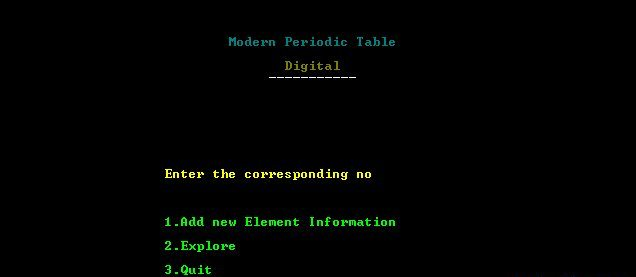 Modern Periodic Table
Digital
Enter the corresponding no
1.Add new Element Information
2.Explore
3.Quit